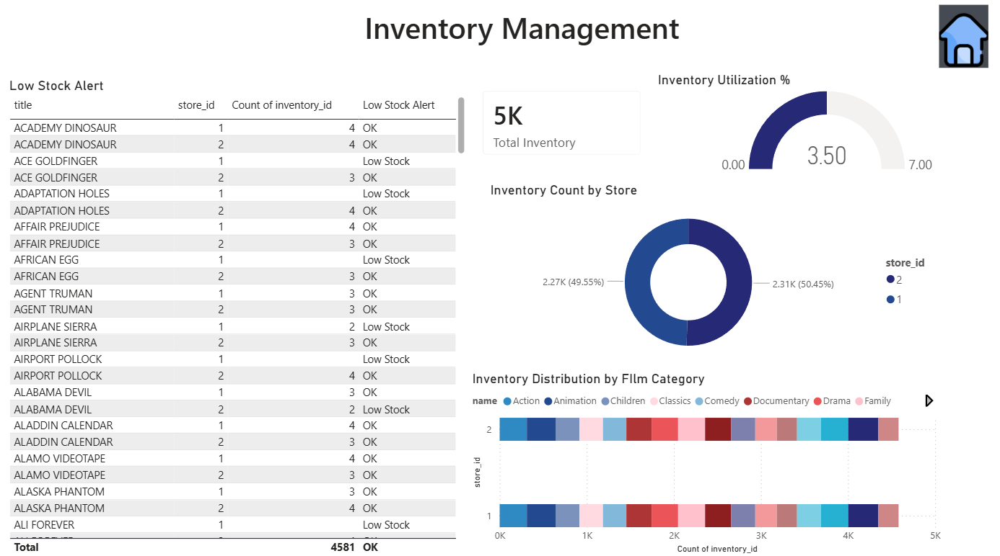 Inventory Management
Low Stock Alert
title store_id Count of inventory_id Low Stock Alert
ACADEMY DINOSAUR 1 4 OK
ACADEMY DINOSAUR 2 4 OK
ACE GOLDFINGER 1 Low Stock
ACE GOLDFINGER 2 3 OK
ADAPTATION HOLES 1 Low Stock
ADAPTATION HOLES 2 4 OK
AFFAIR PREJUDICE 1 4 OK
AFFAIR PREJUDICE 2 3 OK
AFRICAN EGG 1 Low Stock
AFRICAN EGG 2 3 OK
AGENT TRUMAN 1 3 OK
AGENT TRUMAN 2 3 OK
AIRPLANE SIERRA 1 2 Low Stock
AIRPLANE SIERRA 2 3 OK
AIRPORT POLLOCK 1 Low Stock
AIRPORT POLLOCK 2 4 OK
ALABAMA DEVIL 1 3 OK
ALABAMA DEVIL 2 2 Low Stock
ALADDIN CALENDAR 1 4 OK
ALADDIN CALENDAR 2 3 OK
ALAMO VIDEOTAPE 1 4 OK
ALAMO VIDEOTAPE 2 3 OK
ALASKA PHANTOM 1 3 OK
ALASKA PHANTOM 2 4 OK
ALI FOREVER 1 Low Stock
Total 4581 OK
5K
Total Inventory
Inventory Utilization %
0.00 3.50 7.00
Inventory Count by Store
2.27K (49.55%) 2.31K (50.45%)
store_id
2
1
Inventory Distribution by FIlm Category
name Action Animation Children Classics Comedy Documentary Drama Family
store_id
2
1
0K 1K 2K 3K 4K 5K
Count of inventory_id